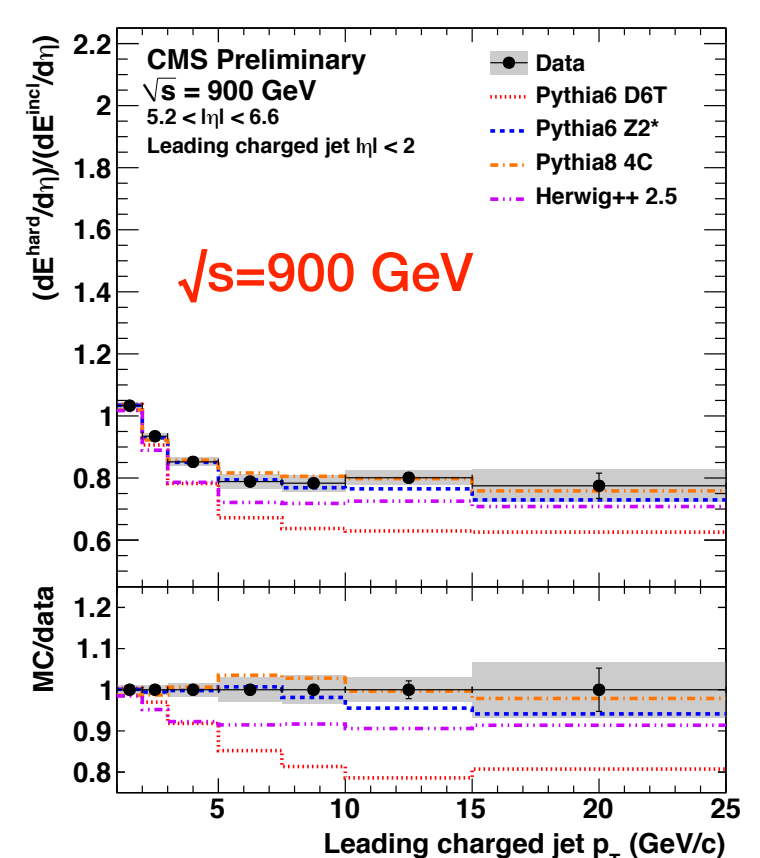 (dE^hard/dη)/(dE^incl/dη)
2.2
2
1.8
1.6
1.4
1.2
1
0.8
0.6
CMS Preliminary
√s = 900 GeV
5.2 < |η| < 6.6
Leading charged jet |η| < 2
Data
Pythia6 D6T
Pythia6 Z2*
Pythia8 4C
Herwig++ 2.5
√s=900 GeV
MC/data
1.2
1.1
1
0.9
0.8
5 10 15 20 25
Leading charged jet p_T (GeV/c)